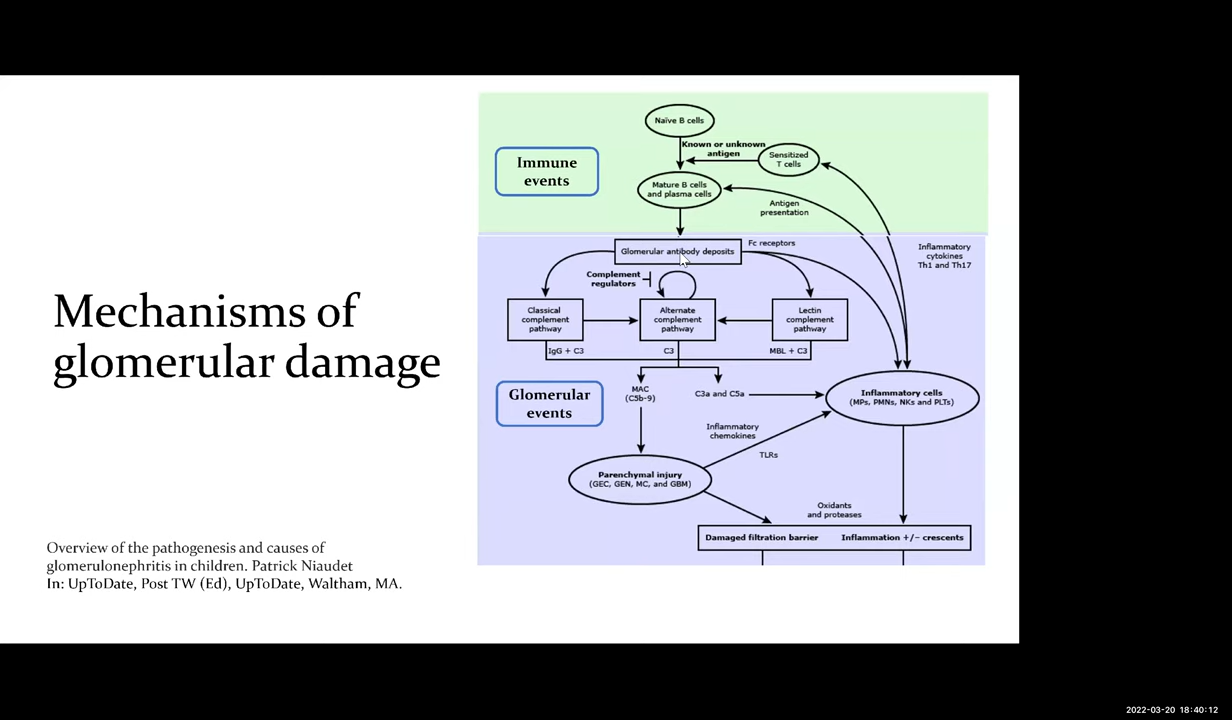 Mechanisms of
glomerular damage
Overview of the pathogenesis and causes of
glomerulonephritis in children. Patrick Niaudet
In: UpToDate, Post TW (Ed), UpToDate, Waltham, MA.
Immune
events
Naïve B cells
Known or unknown
antigen
Sensitized
T cells
Mature B cells
and plasma cells
Antigen
presentation
Glomerular antibody deposits
Fc receptors
Inflammatory
cytokines
Th1 and Th17
Complement
regulators
Classical
complement
pathway
Alternate
complement
pathway
Lectin
complement
pathway
IgG + C3
C3
MBL + C3
Glomerular
events
MAC
(C5b-9)
C3a and C5a
Inflammatory cells
(MPs, PMNs, NKs and PLTs)
Inflammatory
chemokines
TLRs
Parenchymal injury
(GEC, GEN, MC, and GBM)
Oxidants
and proteases
Damaged filtration barrier
Inflammation +/− crescents
2022-03-20 18:40:12